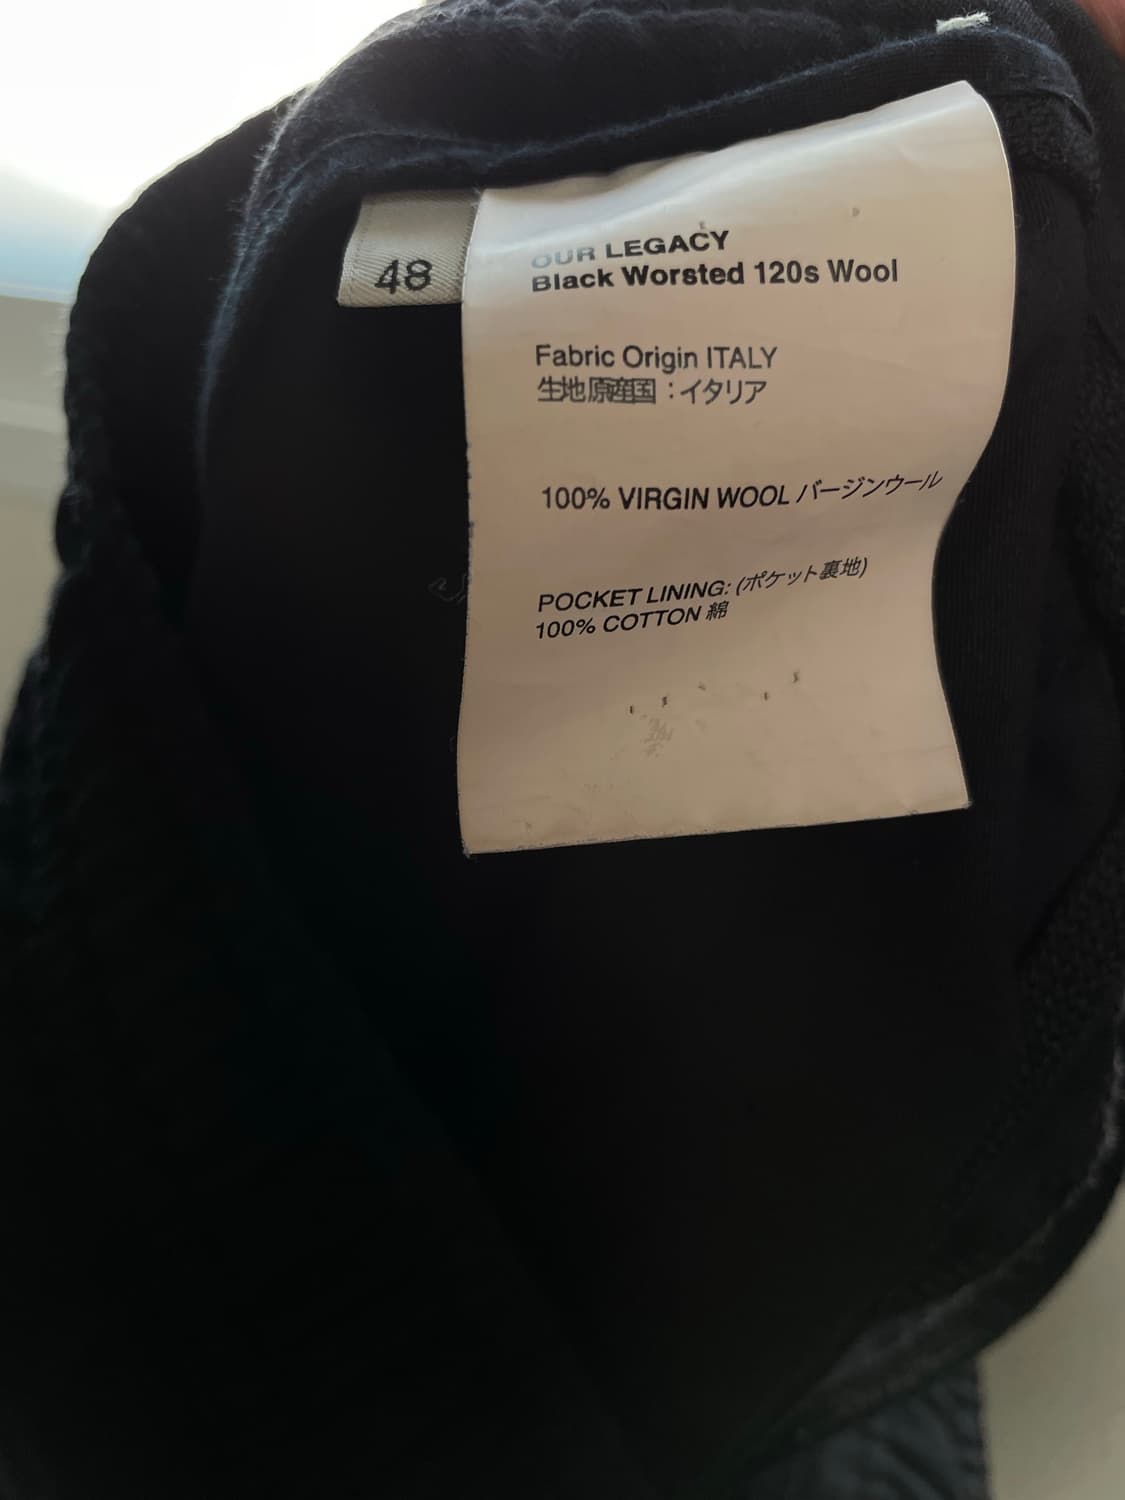 48
OUR LEGACY
Black Worsted 120s Wool
Fabric Origin ITALY
生地原産国：イタリア
100% VIRGIN WOOL バージンウール
POCKET LINING: (ポケット裏地)
100% COTTON 綿